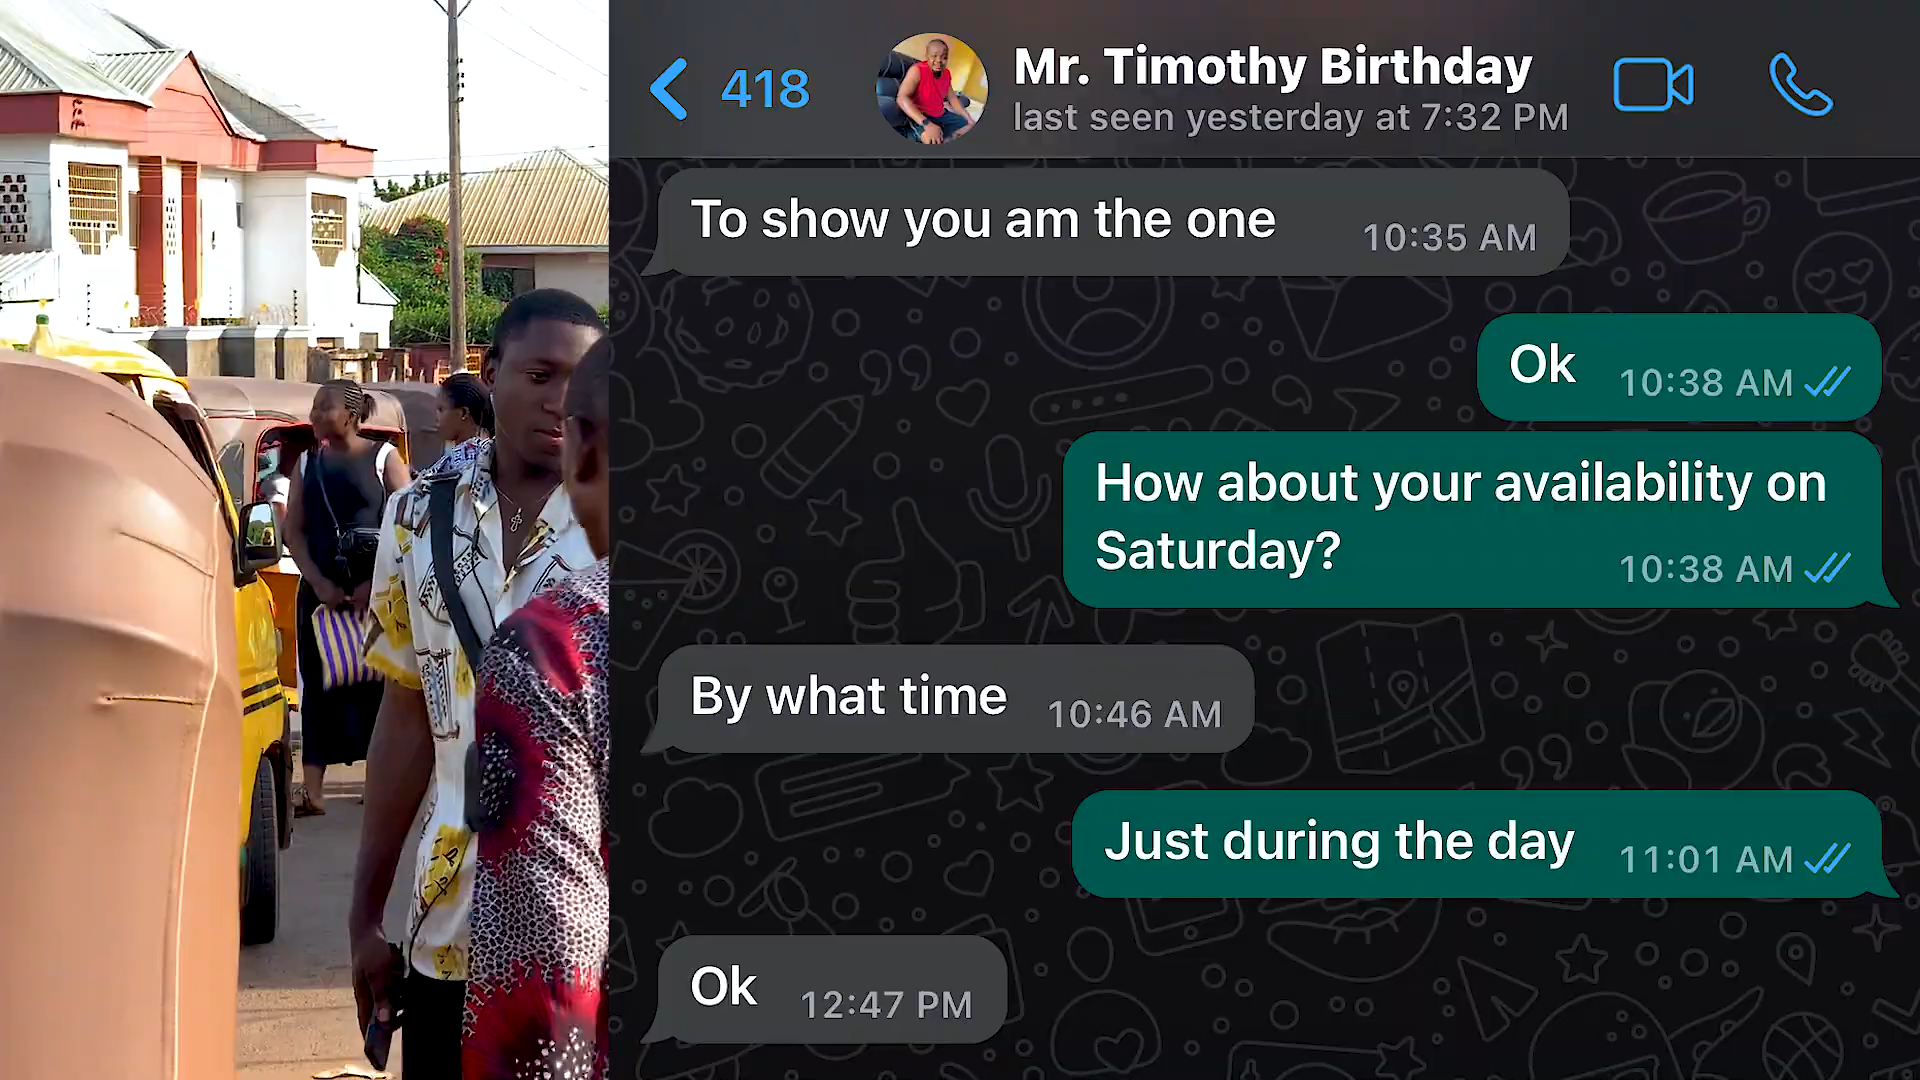 418
Mr. Timothy Birthday
last seen yesterday at 7:32 PM
To show you am the one
10:35 AM
Ok
10:38 AM
How about your availability on
Saturday?
10:38 AM
By what time
10:46 AM
Just during the day
11:01 AM
Ok
12:47 PM